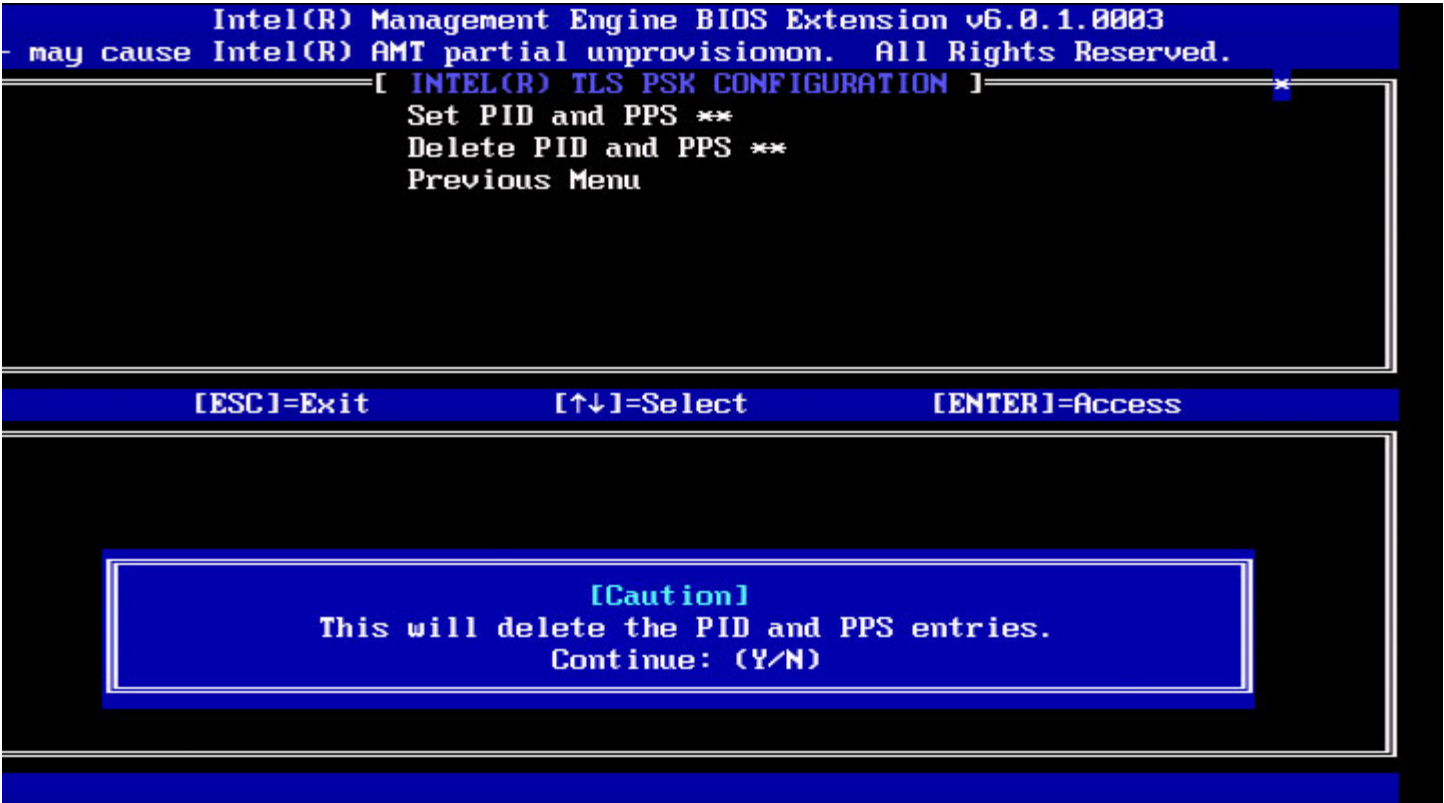 Intel(R) Management Engine BIOS Extension v6.0.1.0003
- may cause Intel(R) AMT partial unprovisionon. All Rights Reserved.
[ INTEL(R) TLS PSK CONFIGURATION ]
*
Set PID and PPS **
Delete PID and PPS **
Previous Menu
[ESC]=Exit [↑↓]=Select [ENTER]=Access
[Caution]
This will delete the PID and PPS entries.
Continue: (Y/N)